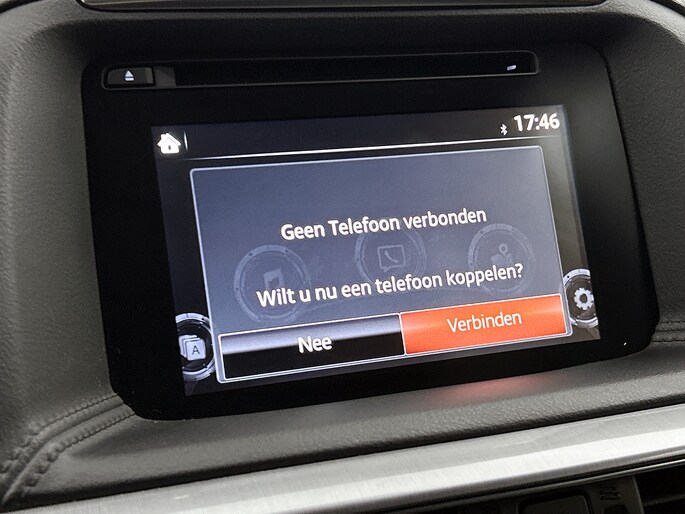 17:46
Geen Telefoon verbonden
Wilt u nu een telefoon koppelen?
Nee
Verbinden
A